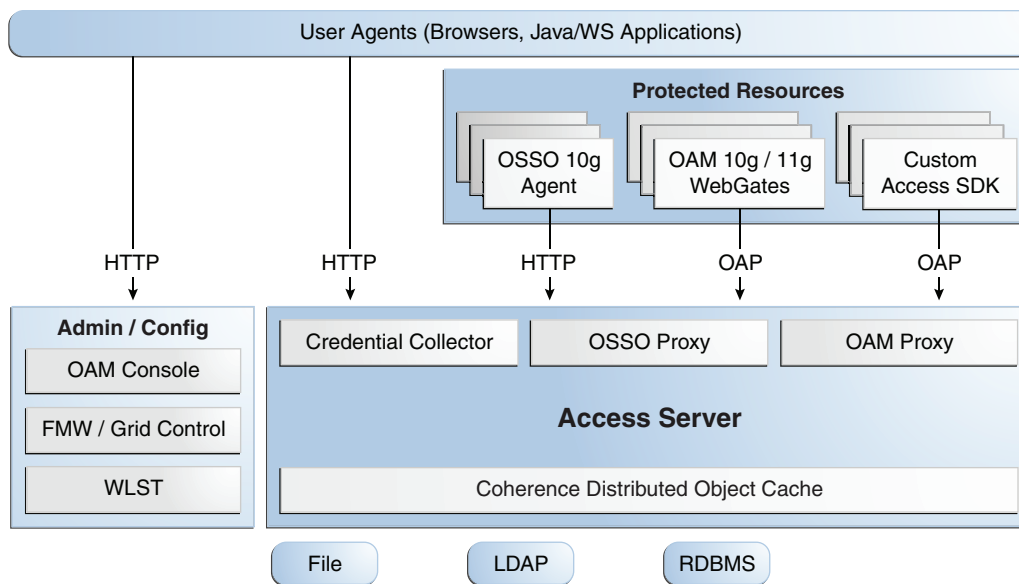 User Agents (Browsers, Java/WS Applications)
Protected Resources
OSSO 10g
Agent
OAM 10g / 11g
WebGates
Custom
Access SDK
HTTP
HTTP
HTTP
OAP
OAP
Admin / Config
OAM Console
FMW / Grid Control
WLST
Credential Collector
OSSO Proxy
OAM Proxy
Access Server
Coherence Distributed Object Cache
File
LDAP
RDBMS